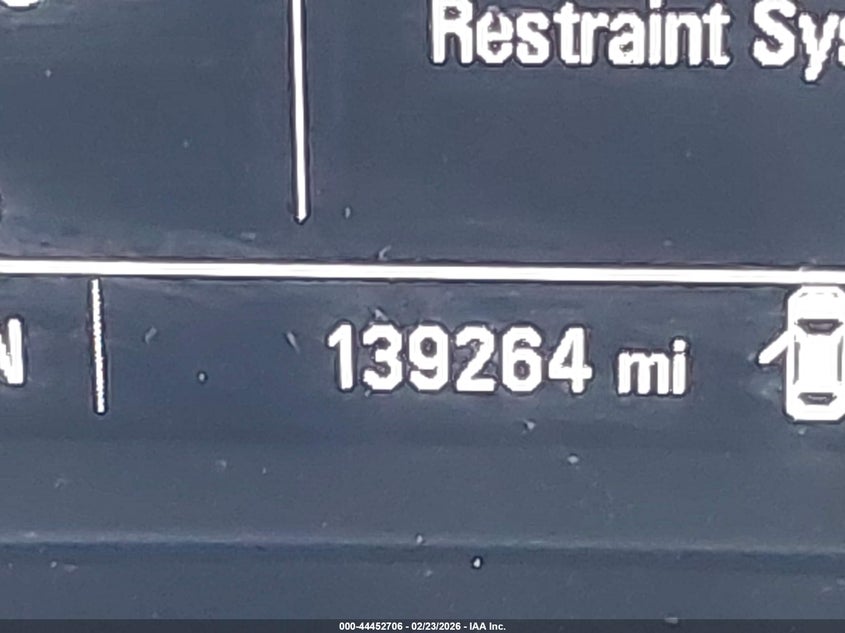 Restraint Sys
N
139264 mi
000-44452706 - 02/23/2026 - IAA Inc.